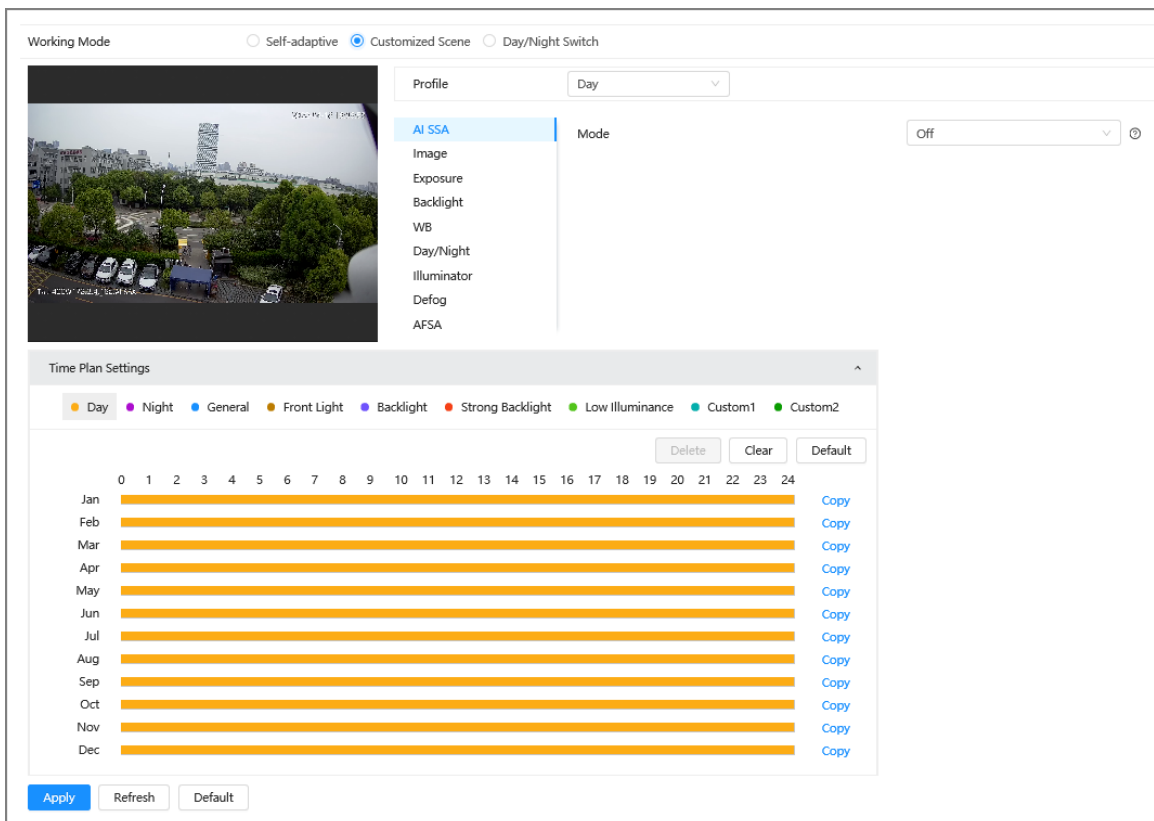 Working Mode Self-adaptive Customized Scene Day/Night Switch
Profile Day
AI SSA Mode Off
Image
Exposure
Backlight
WB
Day/Night
Illuminator
Defog
AFSA
Time Plan Settings
Day Night General Front Light Backlight Strong Backlight Low Illuminance Custom1 Custom2
Delete Clear Default
0 1 2 3 4 5 6 7 8 9 10 11 12 13 14 15 16 17 18 19 20 21 22 23 24
Jan Copy
Feb Copy
Mar Copy
Apr Copy
May Copy
Jun Copy
Jul Copy
Aug Copy
Sep Copy
Oct Copy
Nov Copy
Dec Copy
Apply Refresh Default